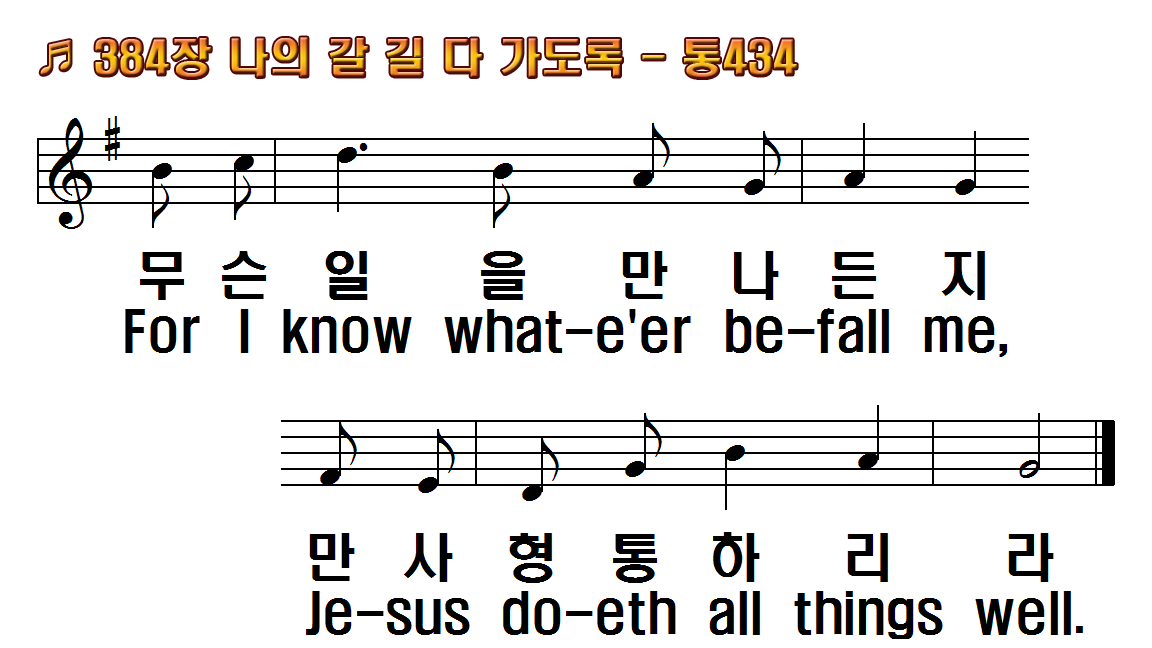 ♬ 384장 나의 갈 길 다 가도록 - 통434
무 슨 일 을 만 나 든 지
For I know what-e'er be-fall me,
만 사 형 통 하 리 라
Je-sus do-eth all things well.